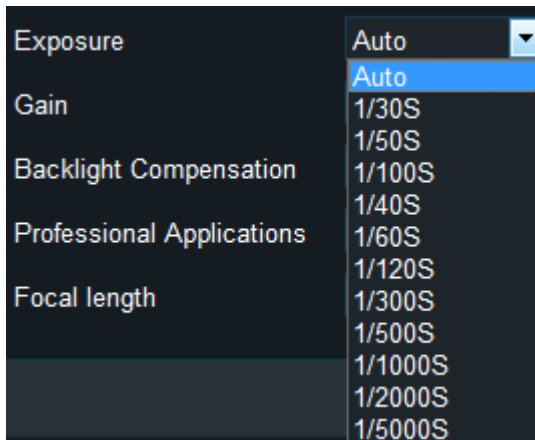 Exposure Auto
Auto
Gain 1/30S
1/50S
1/100S
Backlight Compensation
1/40S
Professional Applications 1/60S
1/120S
Focal length 1/300S
1/500S
1/1000S
1/2000S
1/5000S